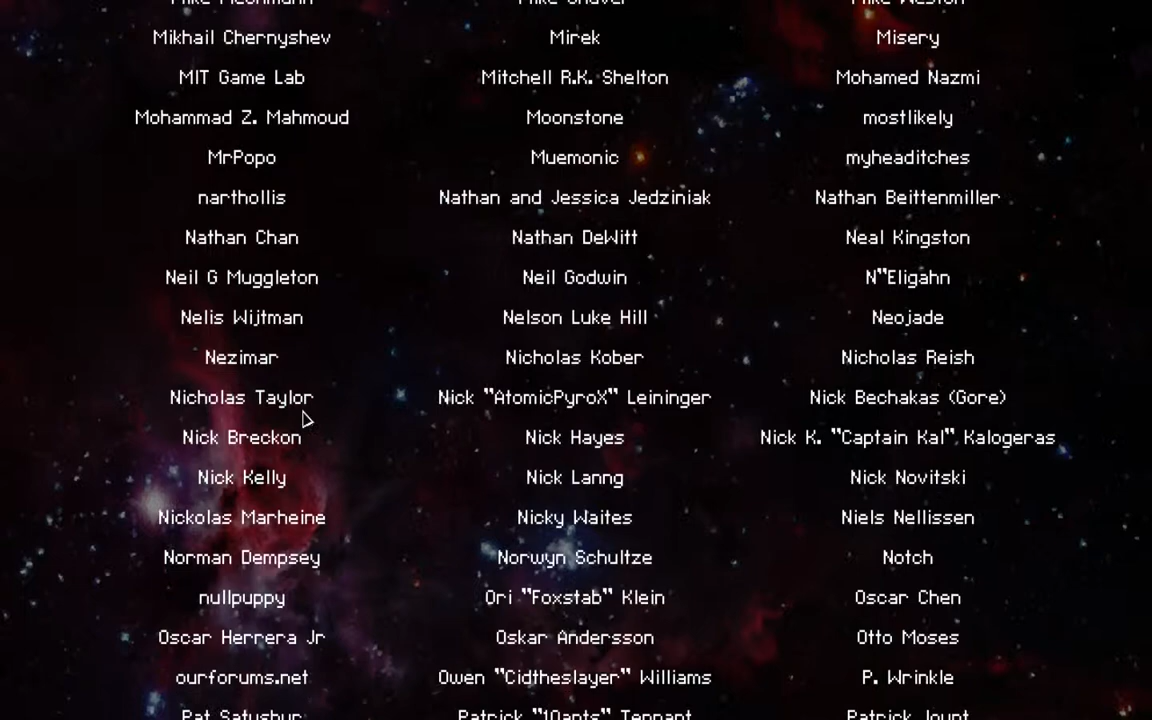 Mikhail Chernyshev Mirek Misery
MIT Game Lab Mitchell R.K. Shelton Mohamed Nazmi
Mohammad Z. Mahmoud Moonstone mostlikely
MrPopo Muemonic myheaditches
narthollis Nathan and Jessica Jedziniak Nathan Beittenmiller
Nathan Chan Nathan DeWitt Neal Kingston
Neil G Muggleton Neil Godwin N"Eligahn
Nelis Wijtman Nelson Luke Hill Neojade
Nezimar Nicholas Kober Nicholas Reish
Nicholas Taylor Nick "AtomicPyroX" Leininger Nick Bechakas (Gore)
Nick Breckon Nick Hayes Nick K. "Captain Kal" Kalogeras
Nick Kelly Nick Lanng Nick Novitski
Nickolas Marheine Nicky Waites Niels Nellissen
Norman Dempsey Norwyn Schultze Notch
nullpuppy Ori "Foxstab" Klein Oscar Chen
Oscar Herrera Jr Oskar Andersson Otto Moses
ourforums.net Owen "Cidtheslayer" Williams P. Wrinkle
Patrick "10ants" Tennant Patrick